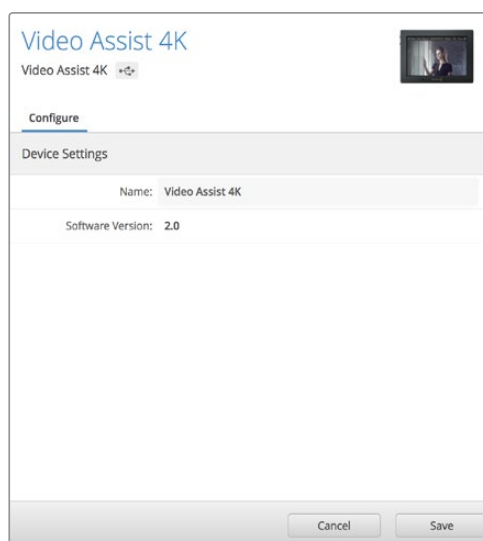 Video Assist 4K
Video Assist 4K
Configure
Device Settings
Name: Video Assist 4K
Software Version: 2.0
Cancel Save